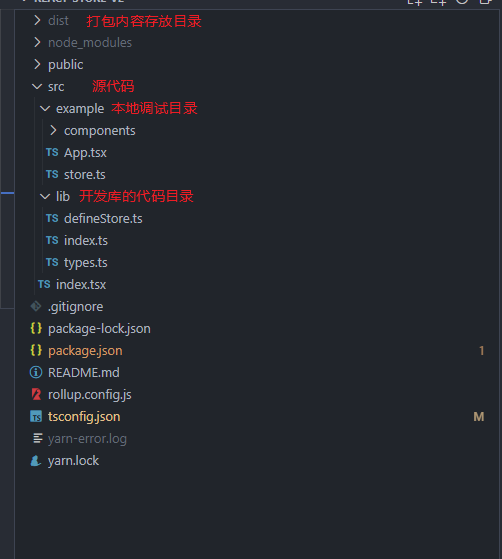 dist 打包内容存放目录
node_modules
public
src 源代码
example 本地调试目录
components
TS App.tsx
TS store.ts
lib 开发库的代码目录
TS defineStore.ts
TS index.ts
TS types.ts
TS index.tsx
.gitignore
{} package-lock.json
{} package.json 1
README.md
rollup.config.js
TS tsconfig.json M
yarn-error.log
yarn.lock